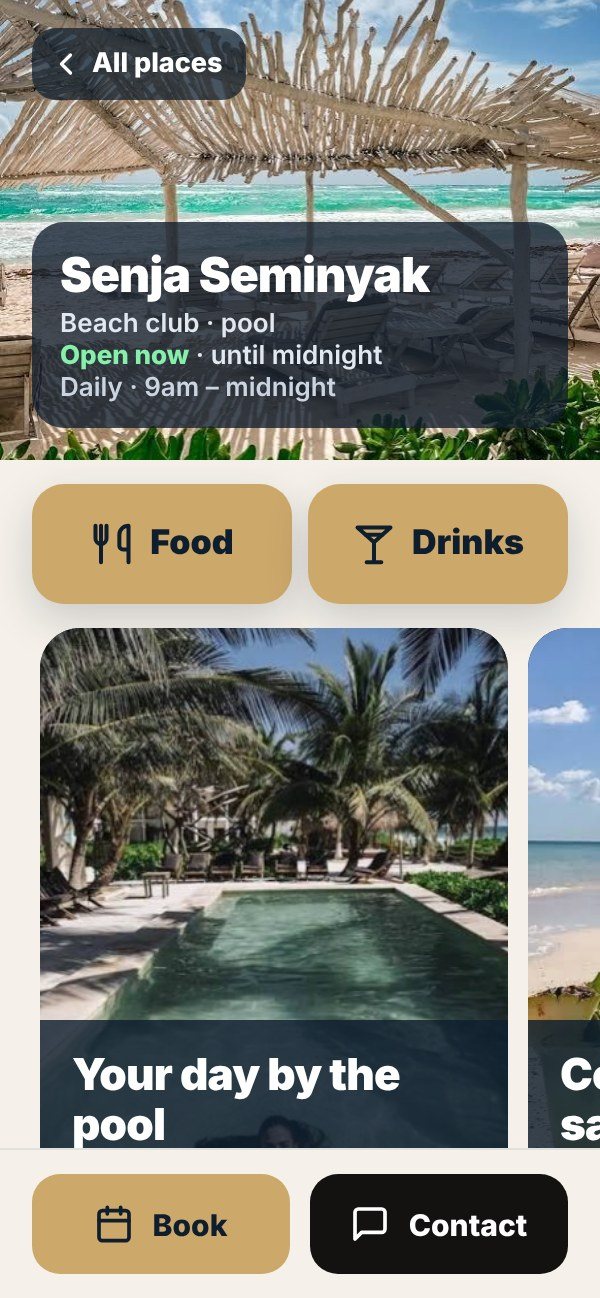 All places
Senja Seminyak
Beach club · pool
Open now · until midnight
Daily · 9am – midnight
Food
Drinks
Your day by the
pool
Book
Contact